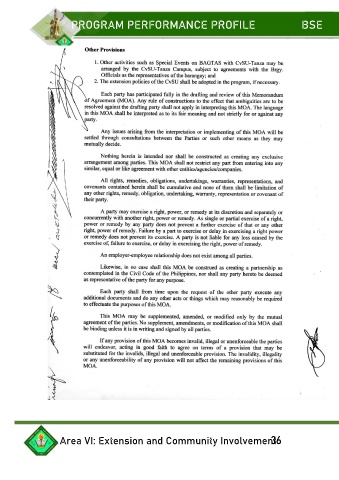 PROGRAM PERFORMANCE PROFILE BSE
Other Provisions
1. Other activities such as Special Events on BAGTAS with CvSU-Tanza may be
arranged by the CvSU-Tanza Campus, subject to agreements with the Brgy.
Officials as the representatives of the barangay; and
2. The extension policies of the CvSU shall be adopted in the program, if necessary.
Each party has participated fully in the drafting and review of this Memorandum
of Agreement (MOA). Any rule of constructions to the effect that ambiguities are to be
resolved against the drafting party shall not apply in interpreting this MOA. The language
in this MOA shall be interpreted as to its fair meaning and not strictly for or against any
party.
Any issues arising from the interpretation or implementing of this MOA will be
settled through consultations between the Parties or such other means as they may
mutually decide.
Nothing herein is intended nor shall be constructed as creating any exclusive
arrangement among parties. This MOA shall not restrict any part from entering into any
similar, equal or like agreement with other entities/agencies/companies.
All rights, remedies, obligations, undertakings, warranties, representations, and
covenants contained herein shall be cumulative and none of them shall be limitation of
any other rights, remedy, obligation, undertaking, warranty, representation or covenant of
their party.
A party may exercise a right, power, or remedy at its discretion and separately or
concurrently with another right, power or remedy. As single or partial exercise of a right,
power or remedy by any party does not prevent a further exercise of that or any other
right, power of remedy. Failure by a part to exercise or delay in exercising a right power
or remedy does not prevent its exercise. A party is not liable for any loss caused by the
exercise of, failure to exercise, or delay in exercising the right, power of remedy.
An employer-employee relationship does not exist among all parties.
Likewise, in no case shall this MOA be construed as creating a partnership as
contemplated in the Civil Code of the Philippines, nor shall any party hereto be deemed
as representative of the party for any purpose.
Each party shall from time upon the request of the other party execute any
additional documents and do any other acts or things which may reasonably be required
to effectuate the purposes of this MOA.
This MOA may be supplemented, amended, or modified only by the mutual
agreement of the parties. No supplement, amendments, or modification of this MOA shall
be binding unless it is in writing and signed by all parties.
If any provision of this MOA becomes invalid, illegal or unenforceable the parties
will endeavor, acting in good faith to agree on terms of a provision that may be
substituted for the invalids, illegal and unenforceable provision. The invalidity, illegality
or any unenforceability of any provision will not affect the remaining provisions of this
MOA.
Area VI: Extension and Community Involvement 36